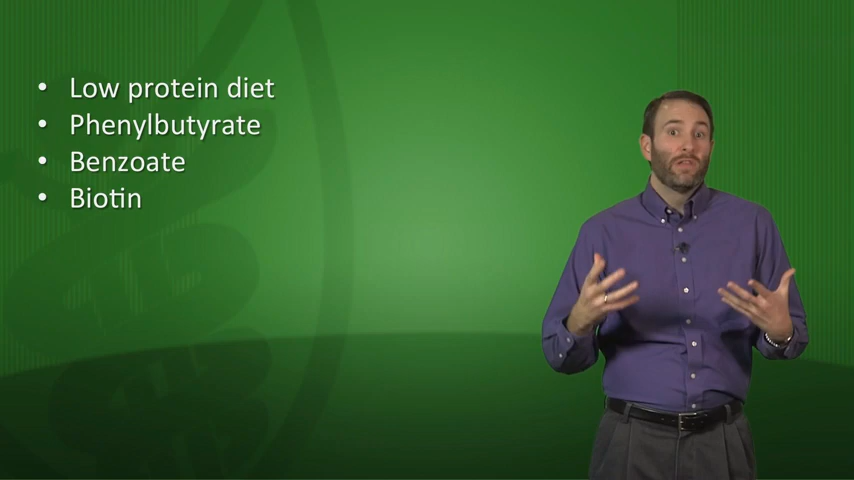 • Low protein diet
• Phenylbutyrate
• Benzoate
• Biotin